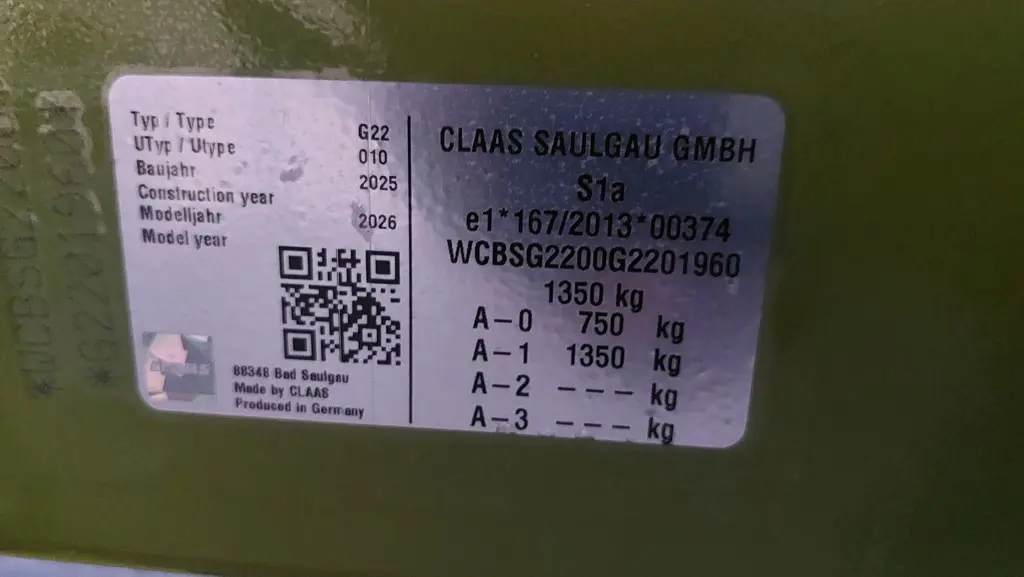 Typ / Type G22
UTyp / Utype 010
Baujahr
Construction year 2025
Modelljahr
Model year 2026
88348 Bad Saulgau
Made by CLAAS
Produced in Germany
CLAAS SAULGAU GMBH
S1a
e1*167/2013*00374
WCBSG2200G2201960
1350 kg
A-0 750 kg
A-1 1350 kg
A-2 --- kg
A-3 --- kg